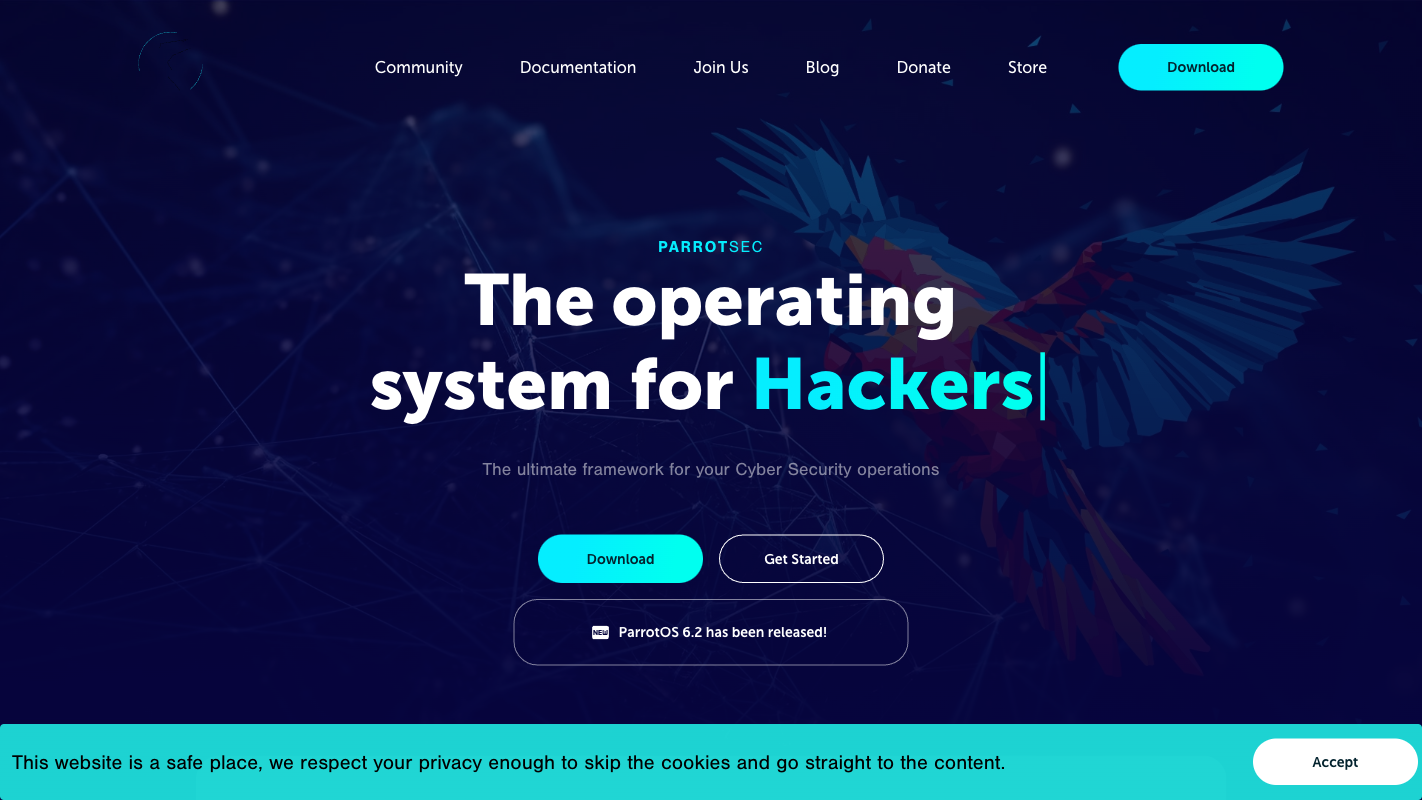 Community Documentation Join Us Blog Donate Store Download
PARROTSEC
The operating
system for Hackers
The ultimate framework for your Cyber Security operations
Download Get Started
NEW ParrotOS 6.2 has been released!
This website is a safe place, we respect your privacy enough to skip the cookies and go straight to the content. Accept